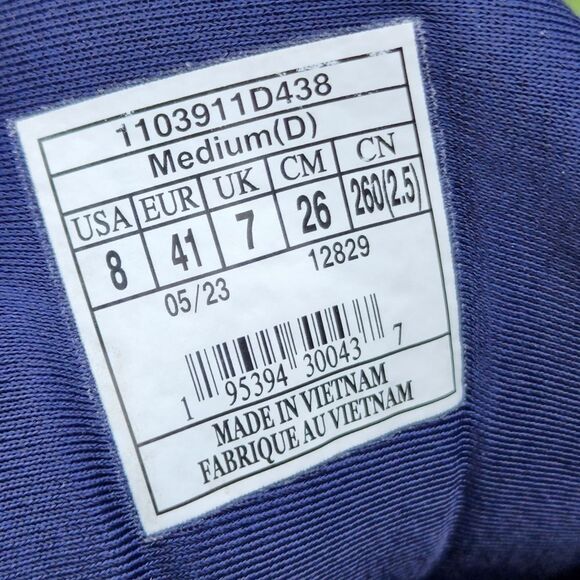 1103911D438
Medium(D)
USA EUR UK CM CN
8 41 7 26 260(2.5)
05/23 12829
1 95394 30043 7
MADE IN VIETNAM
FABRIQUE AU VIETNAM